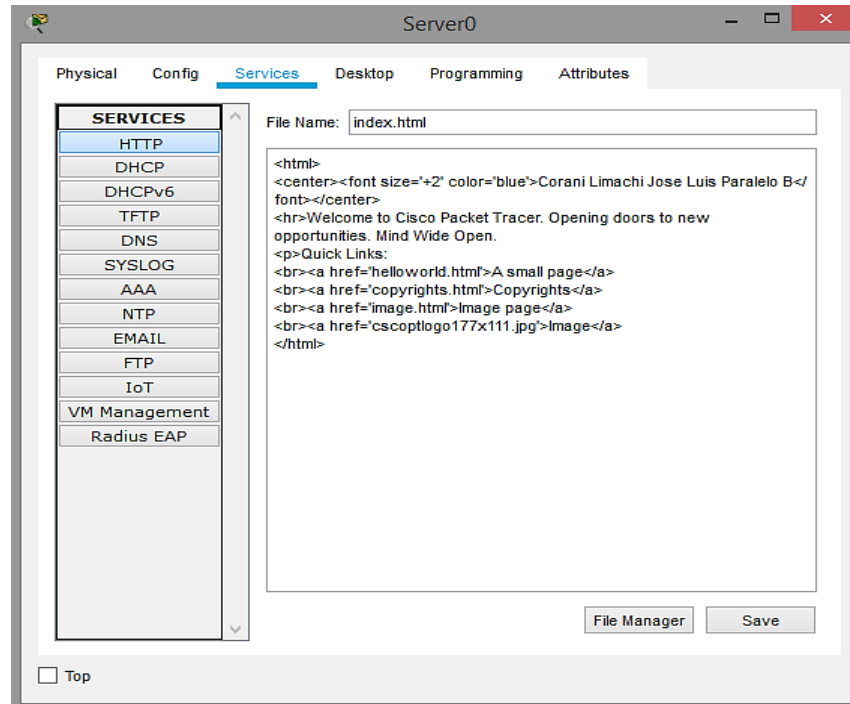 Server0
Physical Config Services Desktop Programming Attributes
SERVICES
HTTP
DHCP
DHCPv6
TFTP
DNS
SYSLOG
AAA
NTP
EMAIL
FTP
IoT
VM Management
Radius EAP
File Name: index.html
<html>
<center><font size='+2' color='blue'>Corani Limachi Jose Luis Paralelo B</
font></center>
<hr>Welcome to Cisco Packet Tracer. Opening doors to new
opportunities. Mind Wide Open.
<p>Quick Links:
<br><a href='helloworld.html'>A small page</a>
<br><a href='copyrights.html'>Copyrights</a>
<br><a href='image.html'>Image page</a>
<br><a href='cscoptlogo177x111.jpg'>Image</a>
</html>
File Manager Save
Top